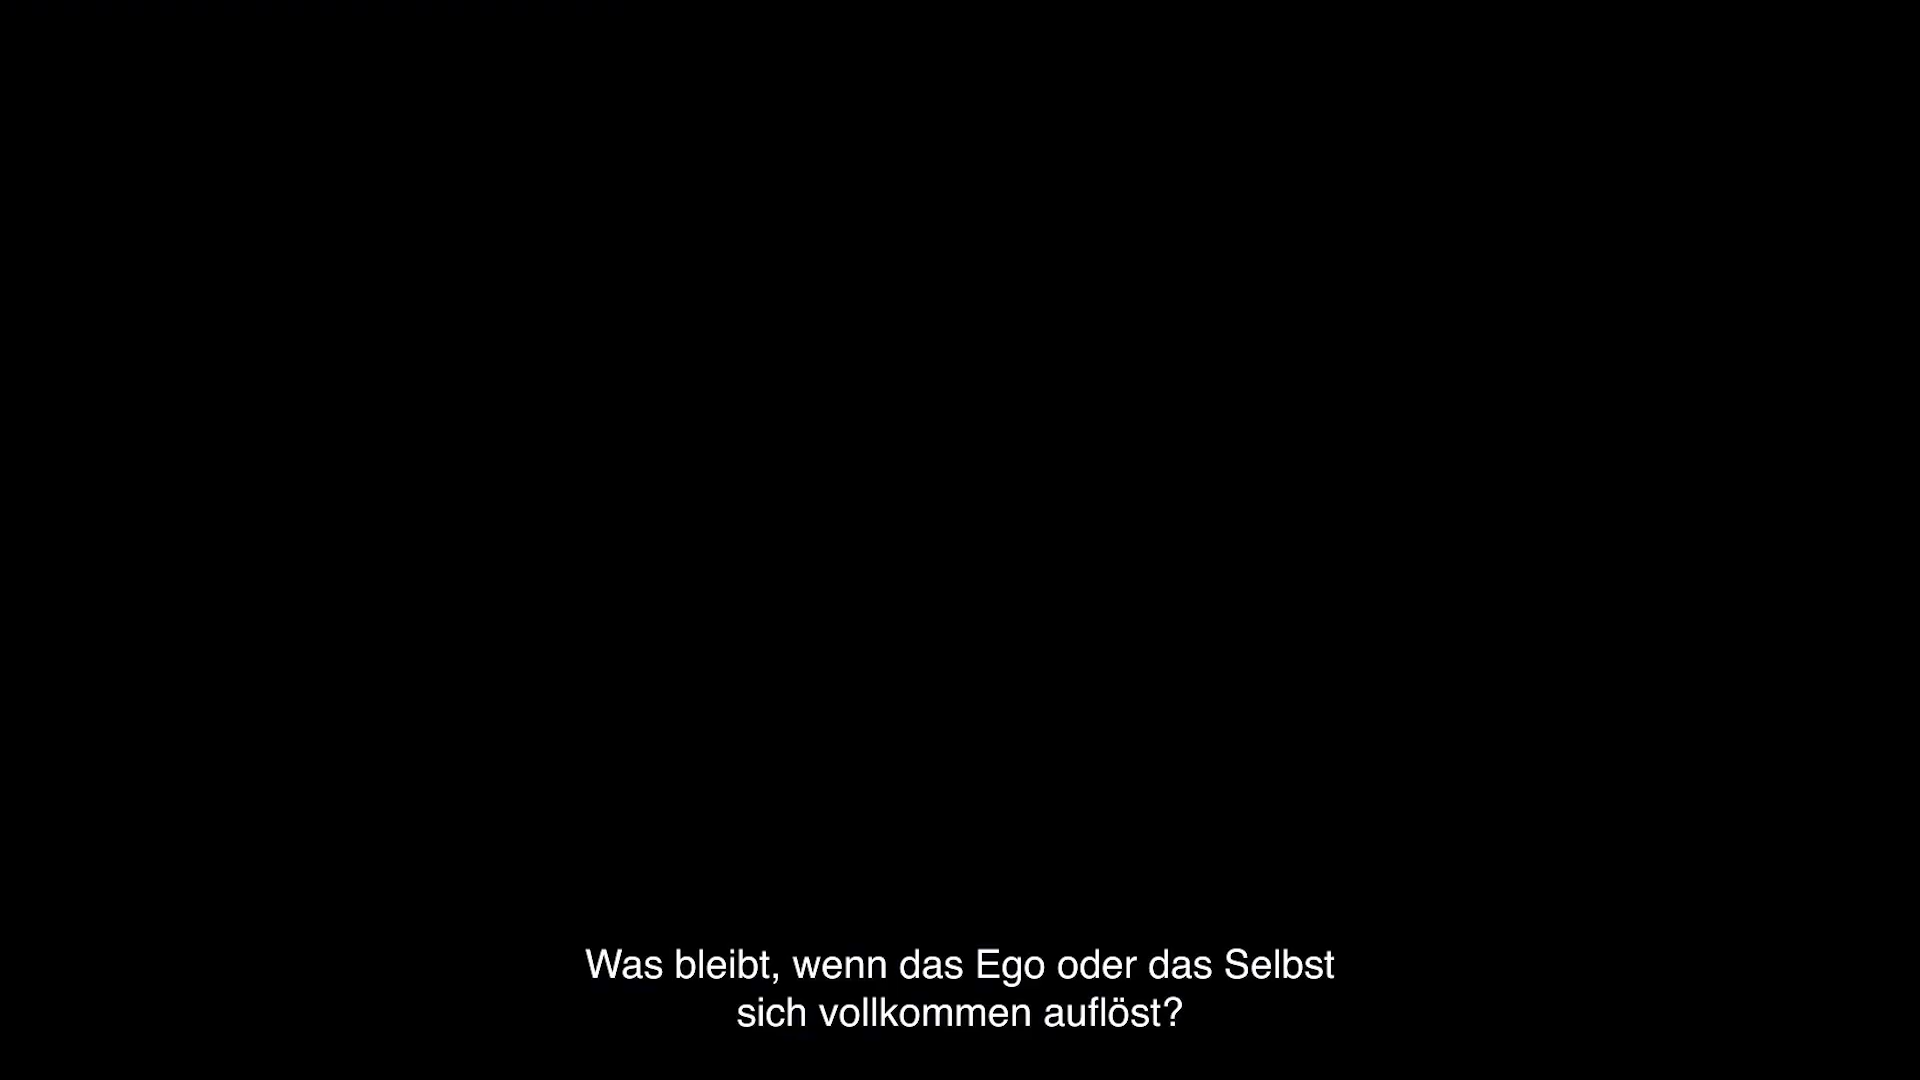 Was bleibt, wenn das Ego oder das Selbst
sich vollkommen auflöst?